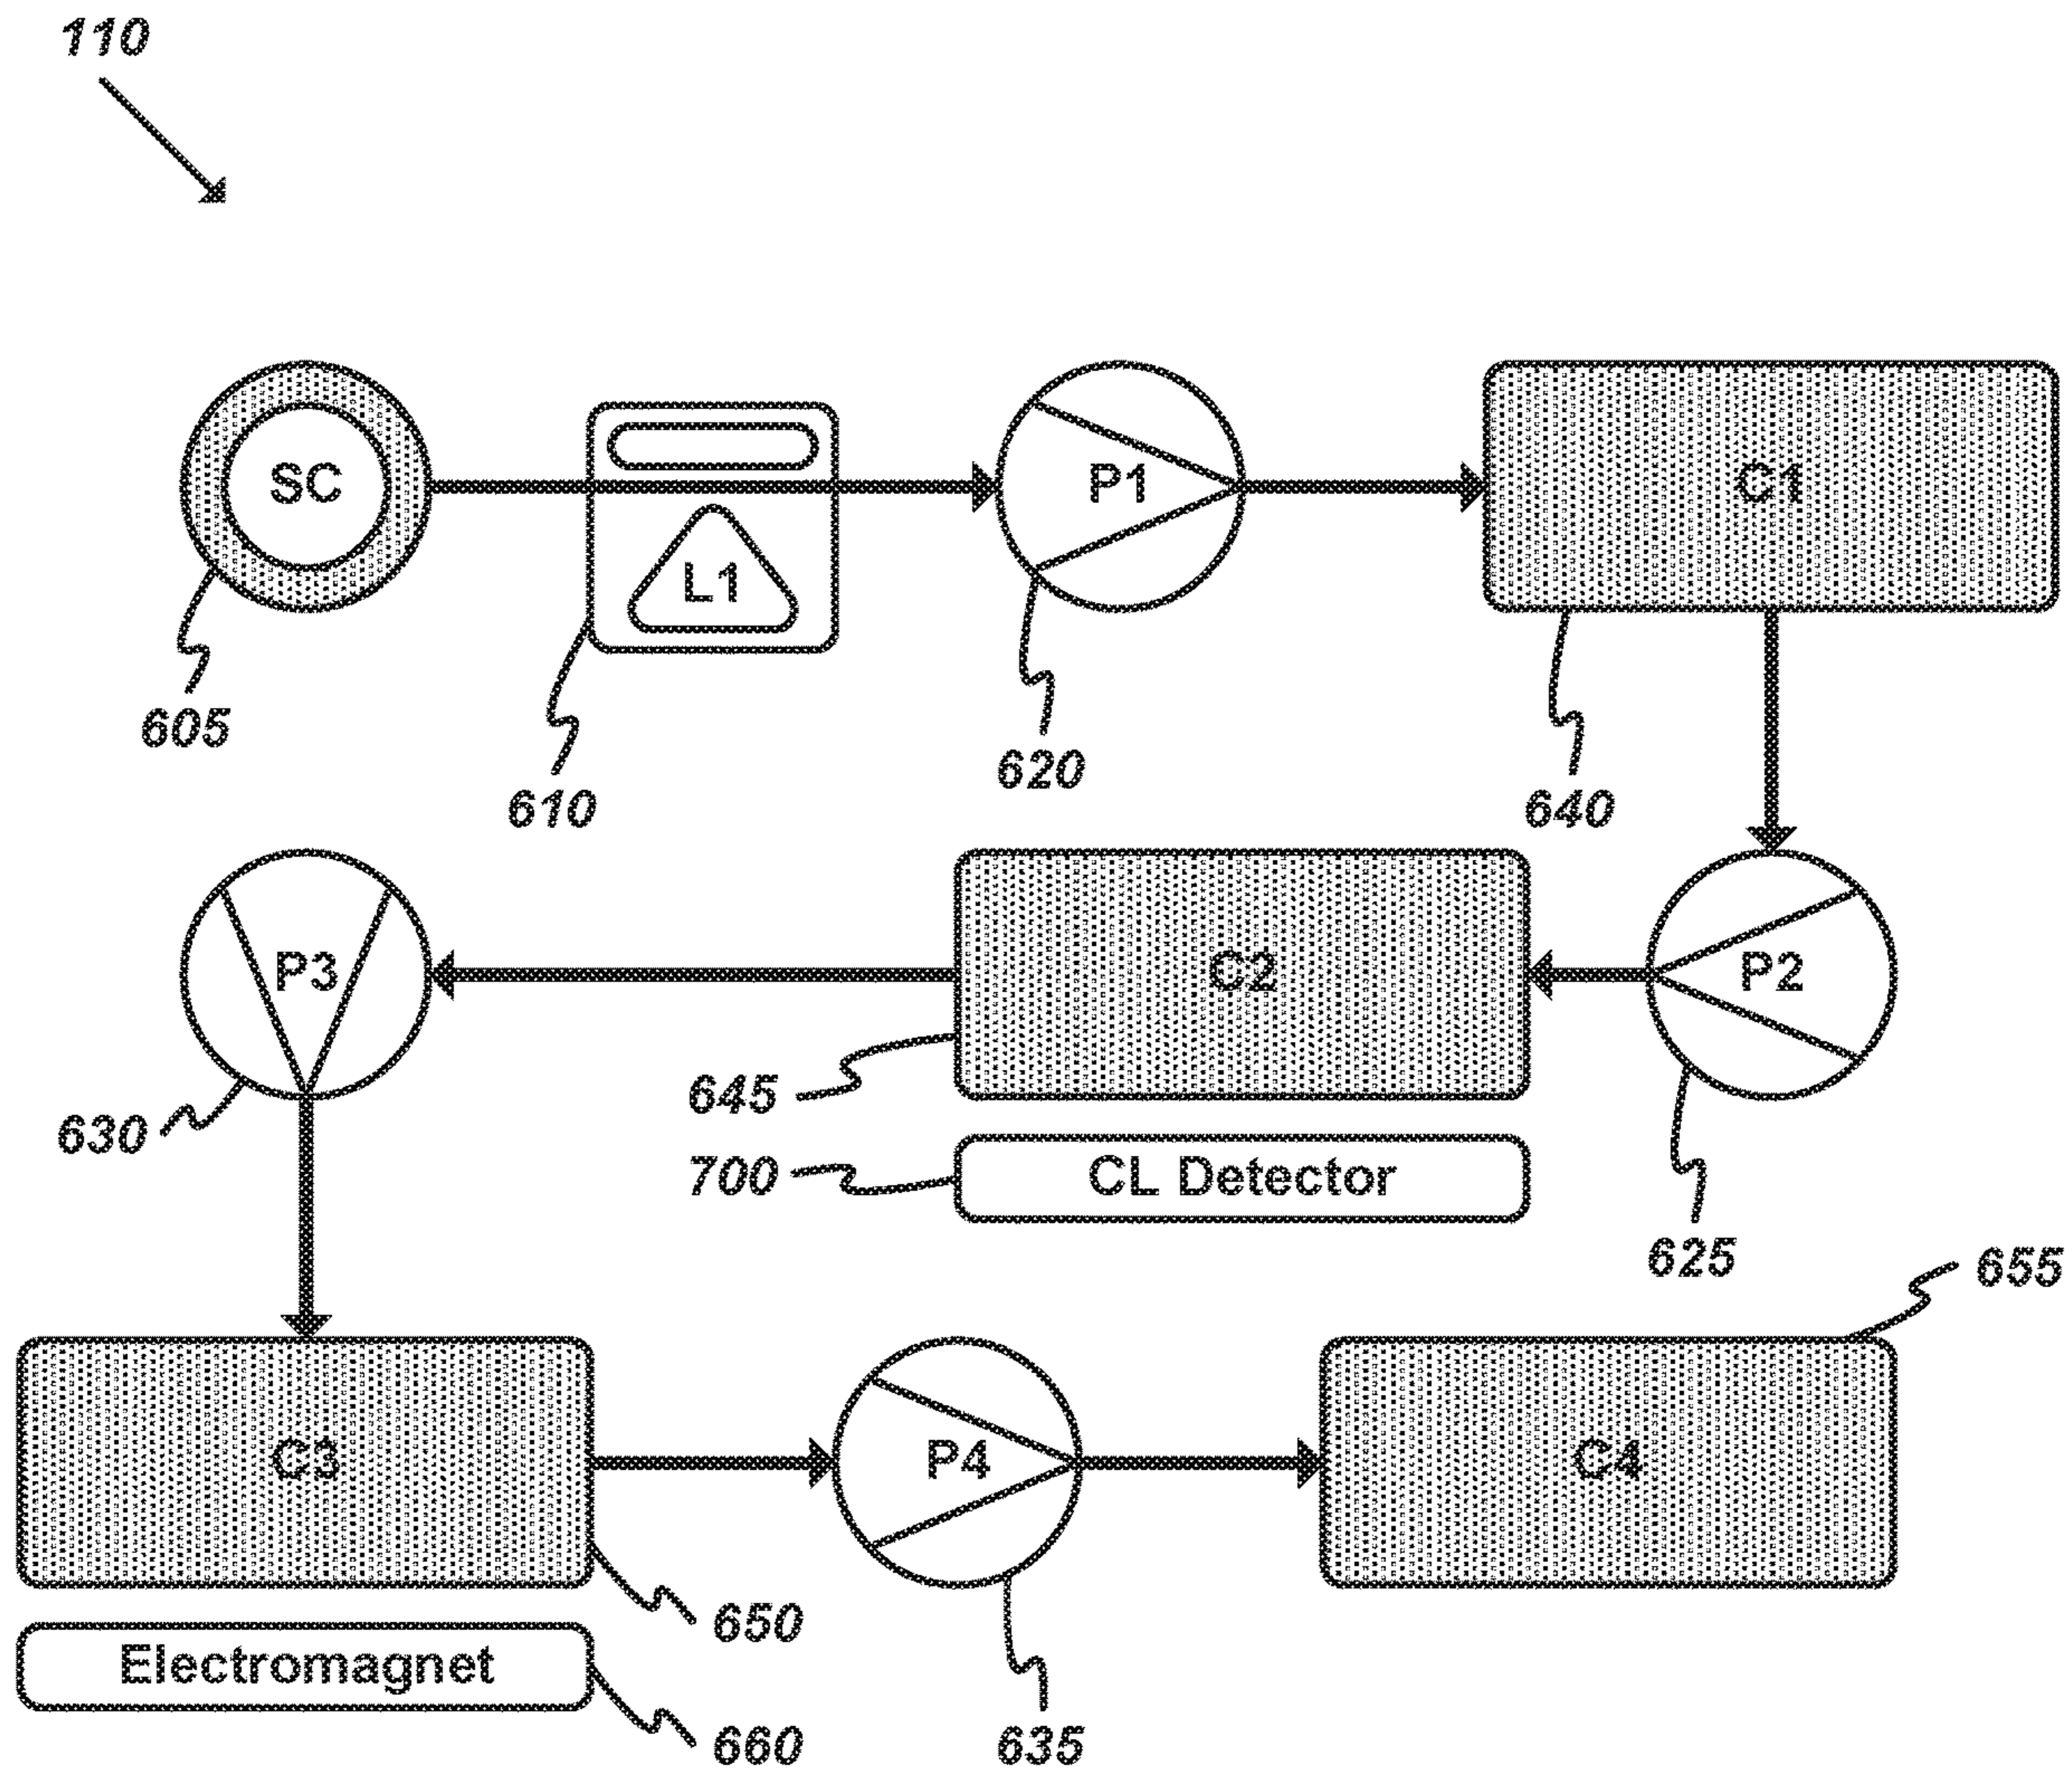 110
SC
L1
P1
C1
605
610
620
640
P3
C2
P2
630
645
700
CL Detector
625
655
C3
P4
C4
650
Electromagnet
660
635